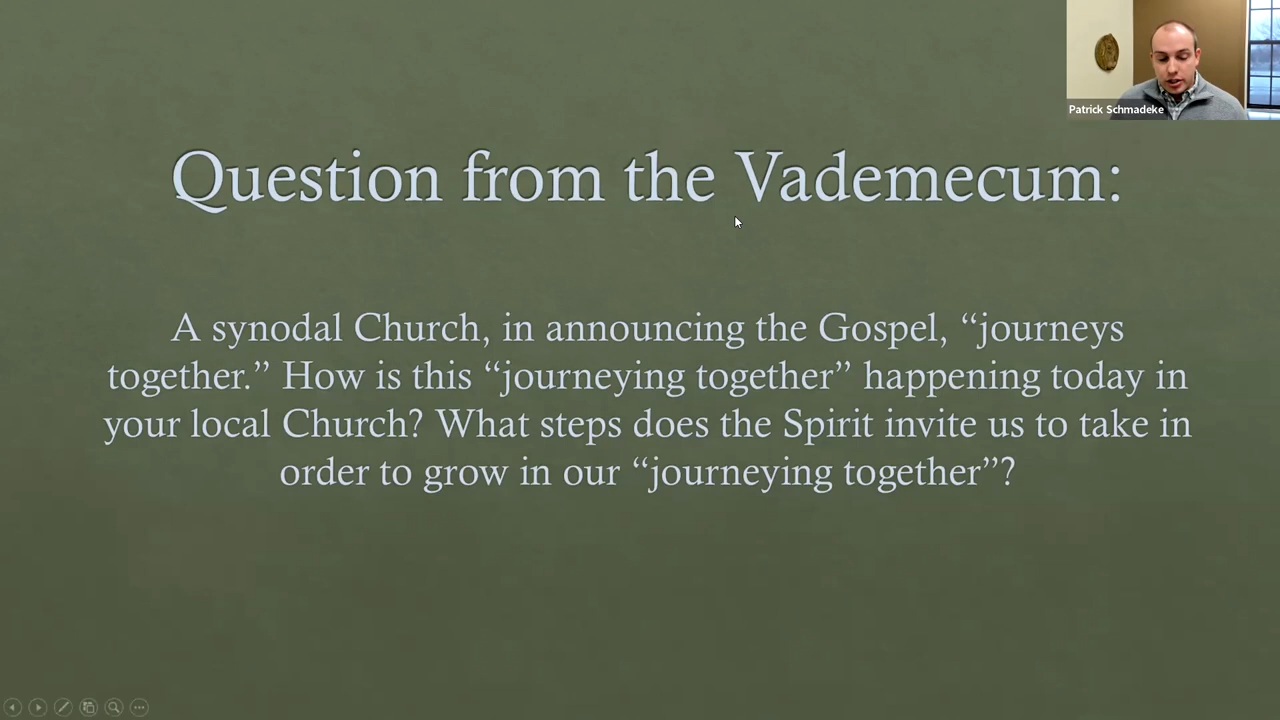 Patrick Schmadeke
Question from the Vademecum:
A synodal Church, in announcing the Gospel, “journeys
together.” How is this “journeying together” happening today in
your local Church? What steps does the Spirit invite us to take in
order to grow in our “journeying together”?